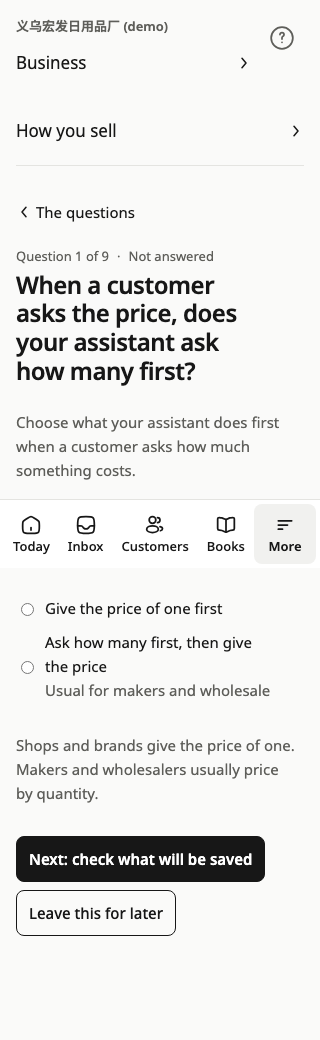 义乌宏发日用品厂 (demo)
Business
How you sell
The questions
Question 1 of 9 · Not answered
When a customer
asks the price, does
your assistant ask
how many first?
Choose what your assistant does first
when a customer asks how much
something costs.
Today Inbox Customers Books More
Give the price of one first
Ask how many first, then give
the price
Usual for makers and wholesale
Shops and brands give the price of one.
Makers and wholesalers usually price
by quantity.
Next: check what will be saved
Leave this for later